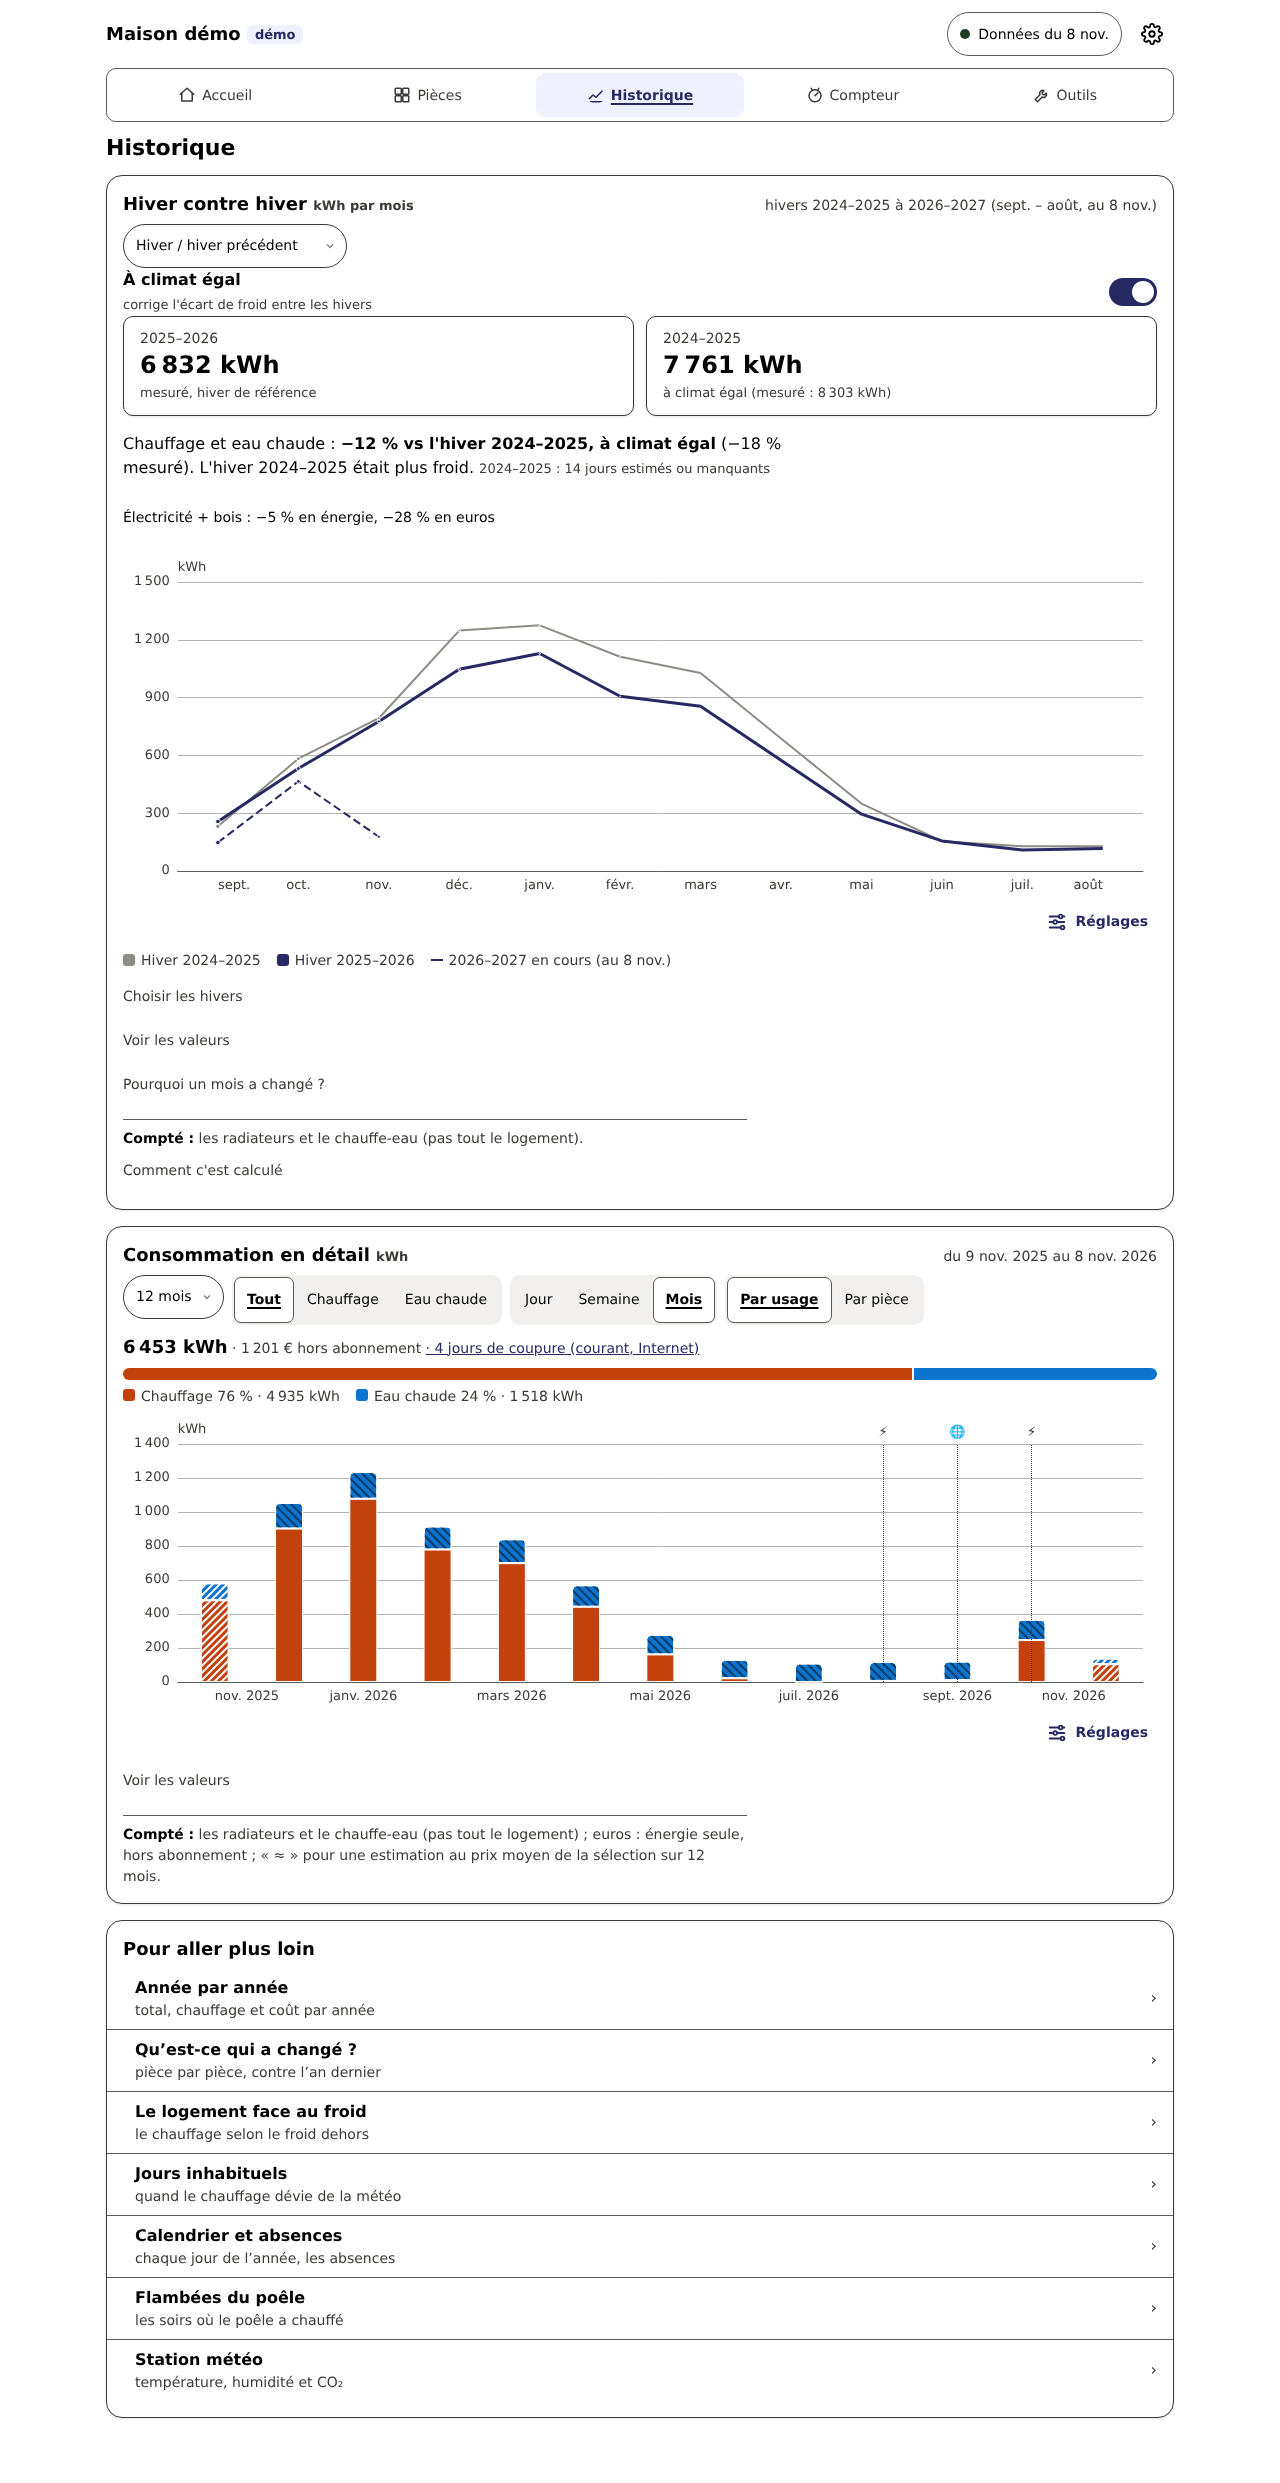 Maison démo démo
Données du 8 nov.
Accueil
Pièces
Historique
Compteur
Outils
Historique
Hiver contre hiver kWh par mois
hivers 2024–2025 à 2026–2027 (sept. – août, au 8 nov.)
Hiver / hiver précédent
À climat égal
corrige l'écart de froid entre les hivers
2025–2026
6 832 kWh
mesuré, hiver de référence
2024–2025
7 761 kWh
à climat égal (mesuré : 8 303 kWh)
Chauffage et eau chaude : −12 % vs l'hiver 2024–2025, à climat égal (−18 %
mesuré). L'hiver 2024–2025 était plus froid. 2024–2025 : 14 jours estimés ou manquants
Électricité + bois : −5 % en énergie, −28 % en euros
kWh
1 500
1 200
900
600
300
0
sept. oct. nov. déc. janv. févr. mars avr. mai juin juil. août
Réglages
Hiver 2024–2025 Hiver 2025–2026 2026–2027 en cours (au 8 nov.)
Choisir les hivers
Voir les valeurs
Pourquoi un mois a changé ?
Compté : les radiateurs et le chauffe-eau (pas tout le logement).
Comment c'est calculé
Consommation en détail kWh
du 9 nov. 2025 au 8 nov. 2026
12 mois
Tout Chauffage Eau chaude
Jour Semaine Mois
Par usage Par pièce
6 453 kWh · 1 201 € hors abonnement · 4 jours de coupure (courant, Internet)
Chauffage 76 % · 4 935 kWh Eau chaude 24 % · 1 518 kWh
kWh
1 400
1 200
1 000
800
600
400
200
0
nov. 2025 janv. 2026 mars 2026 mai 2026 juil. 2026 sept. 2026 nov. 2026
Réglages
Voir les valeurs
Compté : les radiateurs et le chauffe-eau (pas tout le logement) ; euros : énergie seule,
hors abonnement ; « ≈ » pour une estimation au prix moyen de la sélection sur 12
mois.
Pour aller plus loin
Année par année
total, chauffage et coût par année
Qu’est-ce qui a changé ?
pièce par pièce, contre l’an dernier
Le logement face au froid
le chauffage selon le froid dehors
Jours inhabituels
quand le chauffage dévie de la météo
Calendrier et absences
chaque jour de l’année, les absences
Flambées du poêle
les soirs où le poêle a chauffé
Station météo
température, humidité et CO₂